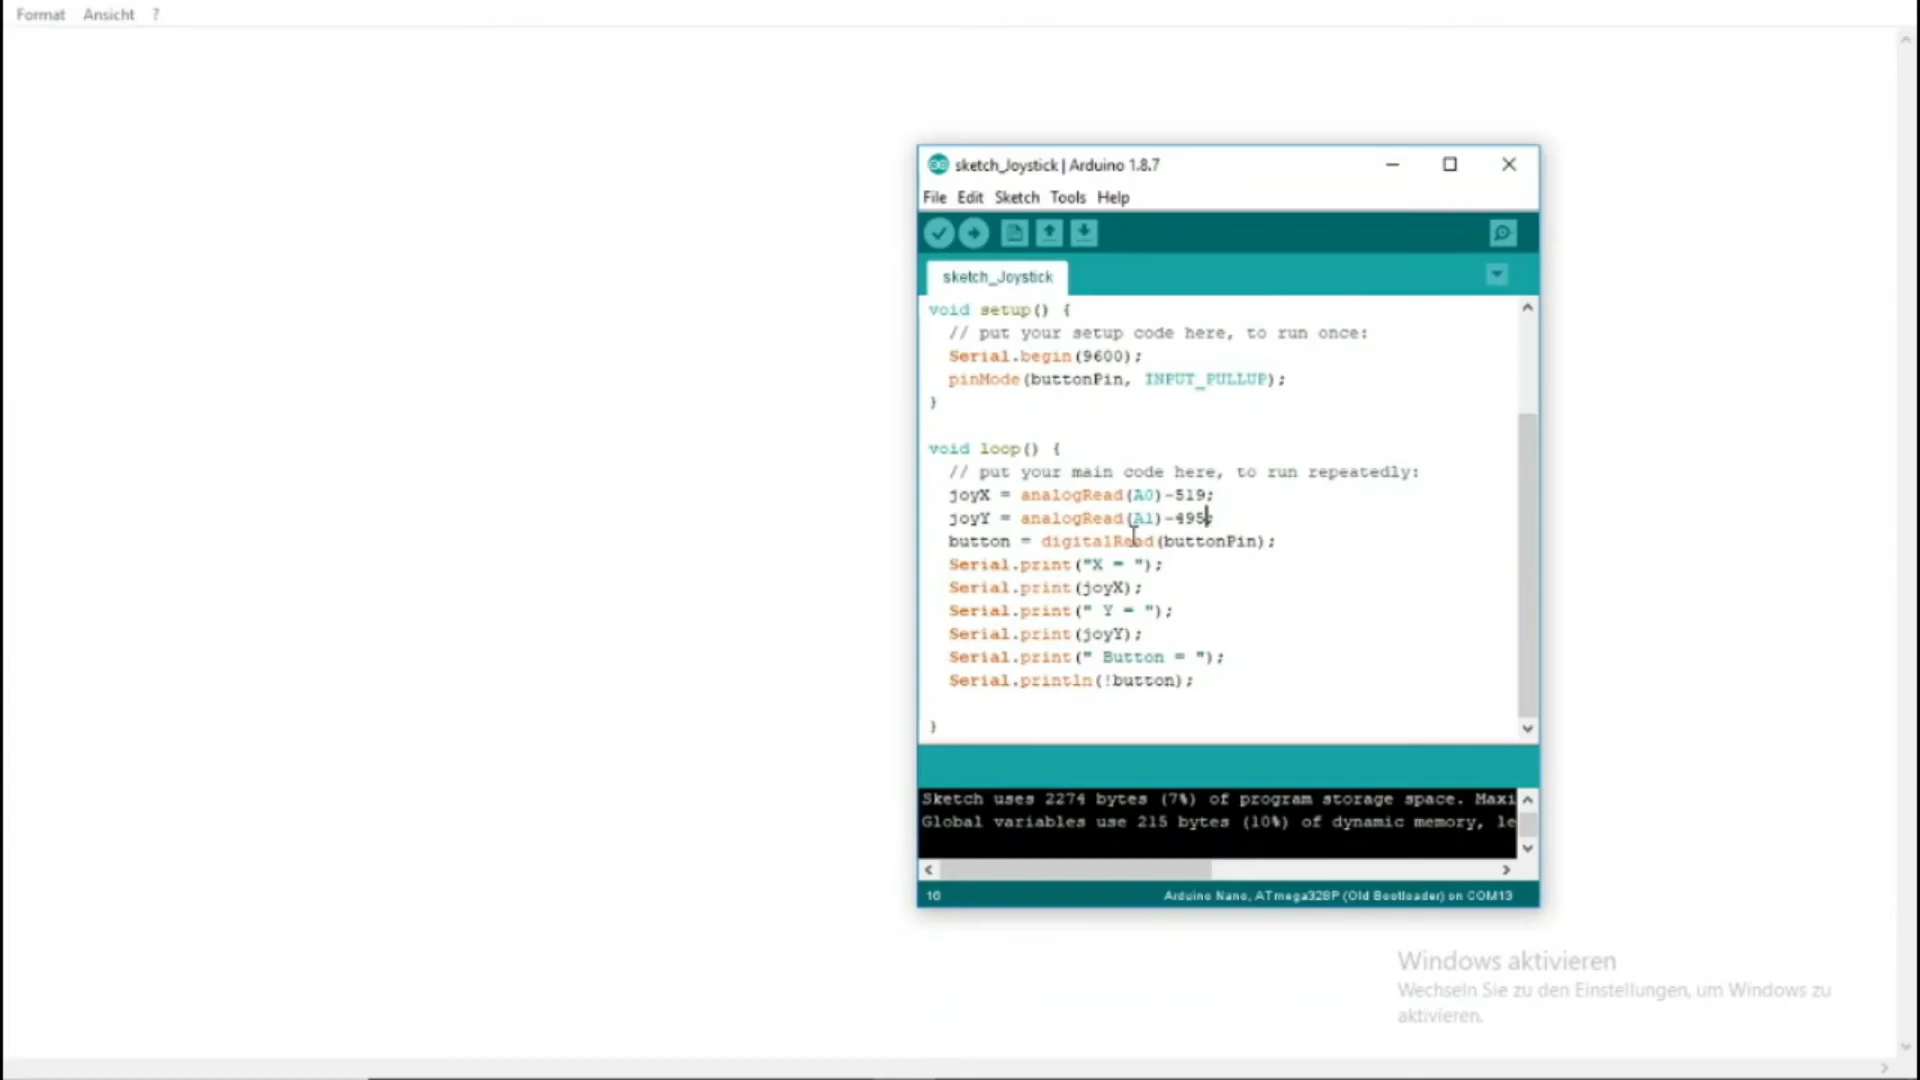 Format Ansicht ?
sketch_Joystick | Arduino 1.8.7
File Edit Sketch Tools Help
sketch_Joystick
void setup() {
// put your setup code here, to run once:
Serial.begin(9600);
pinMode(buttonPin, INPUT_PULLUP);
}
void loop() {
// put your main code here, to run repeatedly:
joyX = analogRead(A0)-519;
joyY = analogRead(A1)-495;
button = digitalRead(buttonPin);
Serial.print("X = ");
Serial.print(joyX);
Serial.print(" Y = ");
Serial.print(joyY);
Serial.print(" Button = ");
Serial.println(!button);
}
Sketch uses 2274 bytes (7%) of program storage space. Maxi
Global variables use 215 bytes (10%) of dynamic memory, le
16 Arduino Nano, ATmega328P (Old Bootloader) on COM13
Windows aktivieren
Wechseln Sie zu den Einstellungen, um Windows zu
aktivieren.